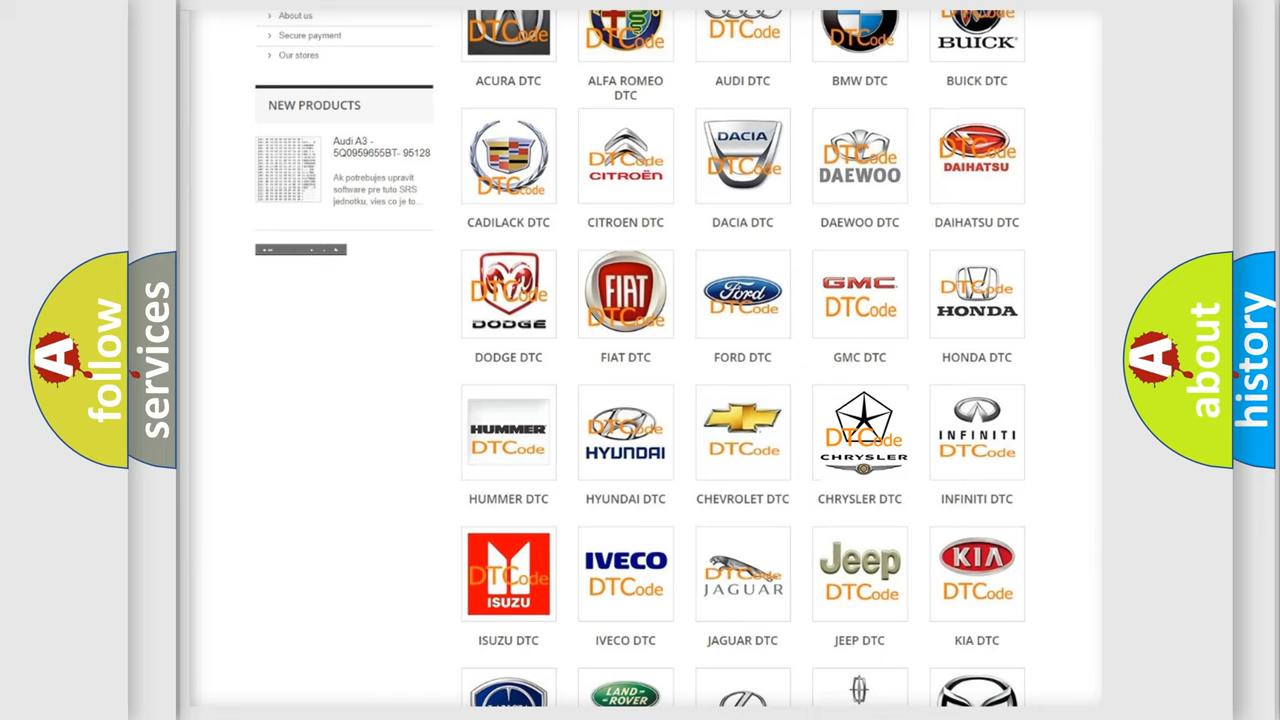 About us
Secure payment
Our stores
NEW PRODUCTS
Audi A3 -
5Q0959655BT- 95128
Ak potrebujes upravit
software pre tuto SRS
jednotku, vies co je to...
DTCode
DTCode
DTCode
DTCode
BUICK
ACURA DTC
ALFA ROMEO
DTC
AUDI DTC
BMW DTC
BUICK DTC
DTCode
DTCode
CITROËN
DACIA
DTCode
DTCode
DAEWOO
DTCode
DAIHATSU
CADILACK DTC
CITROEN DTC
DACIA DTC
DAEWOO DTC
DAIHATSU DTC
DTCode
DODGE
FIAT
DTCode
Ford
DTCode
GMC
DTCode
DTCode
HONDA
DODGE DTC
FIAT DTC
FORD DTC
GMC DTC
HONDA DTC
HUMMER
DTCode
DTCode
HYUNDAI
DTCode
DTCode
CHRYSLER
INFINITI
DTCode
HUMMER DTC
HYUNDAI DTC
CHEVROLET DTC
CHRYSLER DTC
INFINITI DTC
DTCode
ISUZU
IVECO
DTCode
DTCode
JAGUAR
Jeep
DTCode
KIA
DTCode
ISUZU DTC
IVECO DTC
JAGUAR DTC
JEEP DTC
KIA DTC
LAND-
ROVER
A
follow
services
A
about
history